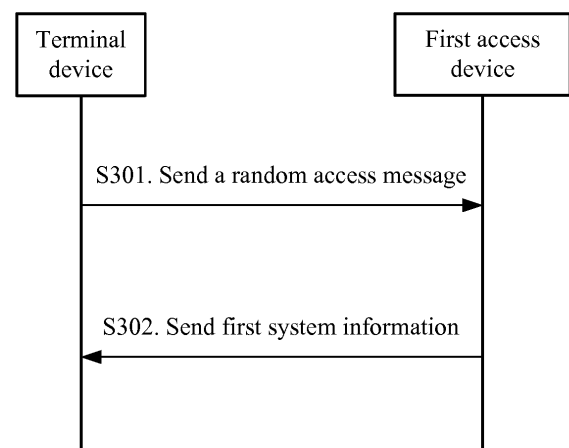 Terminal
device
First access
device
S301. Send a random access message
S302. Send first system information